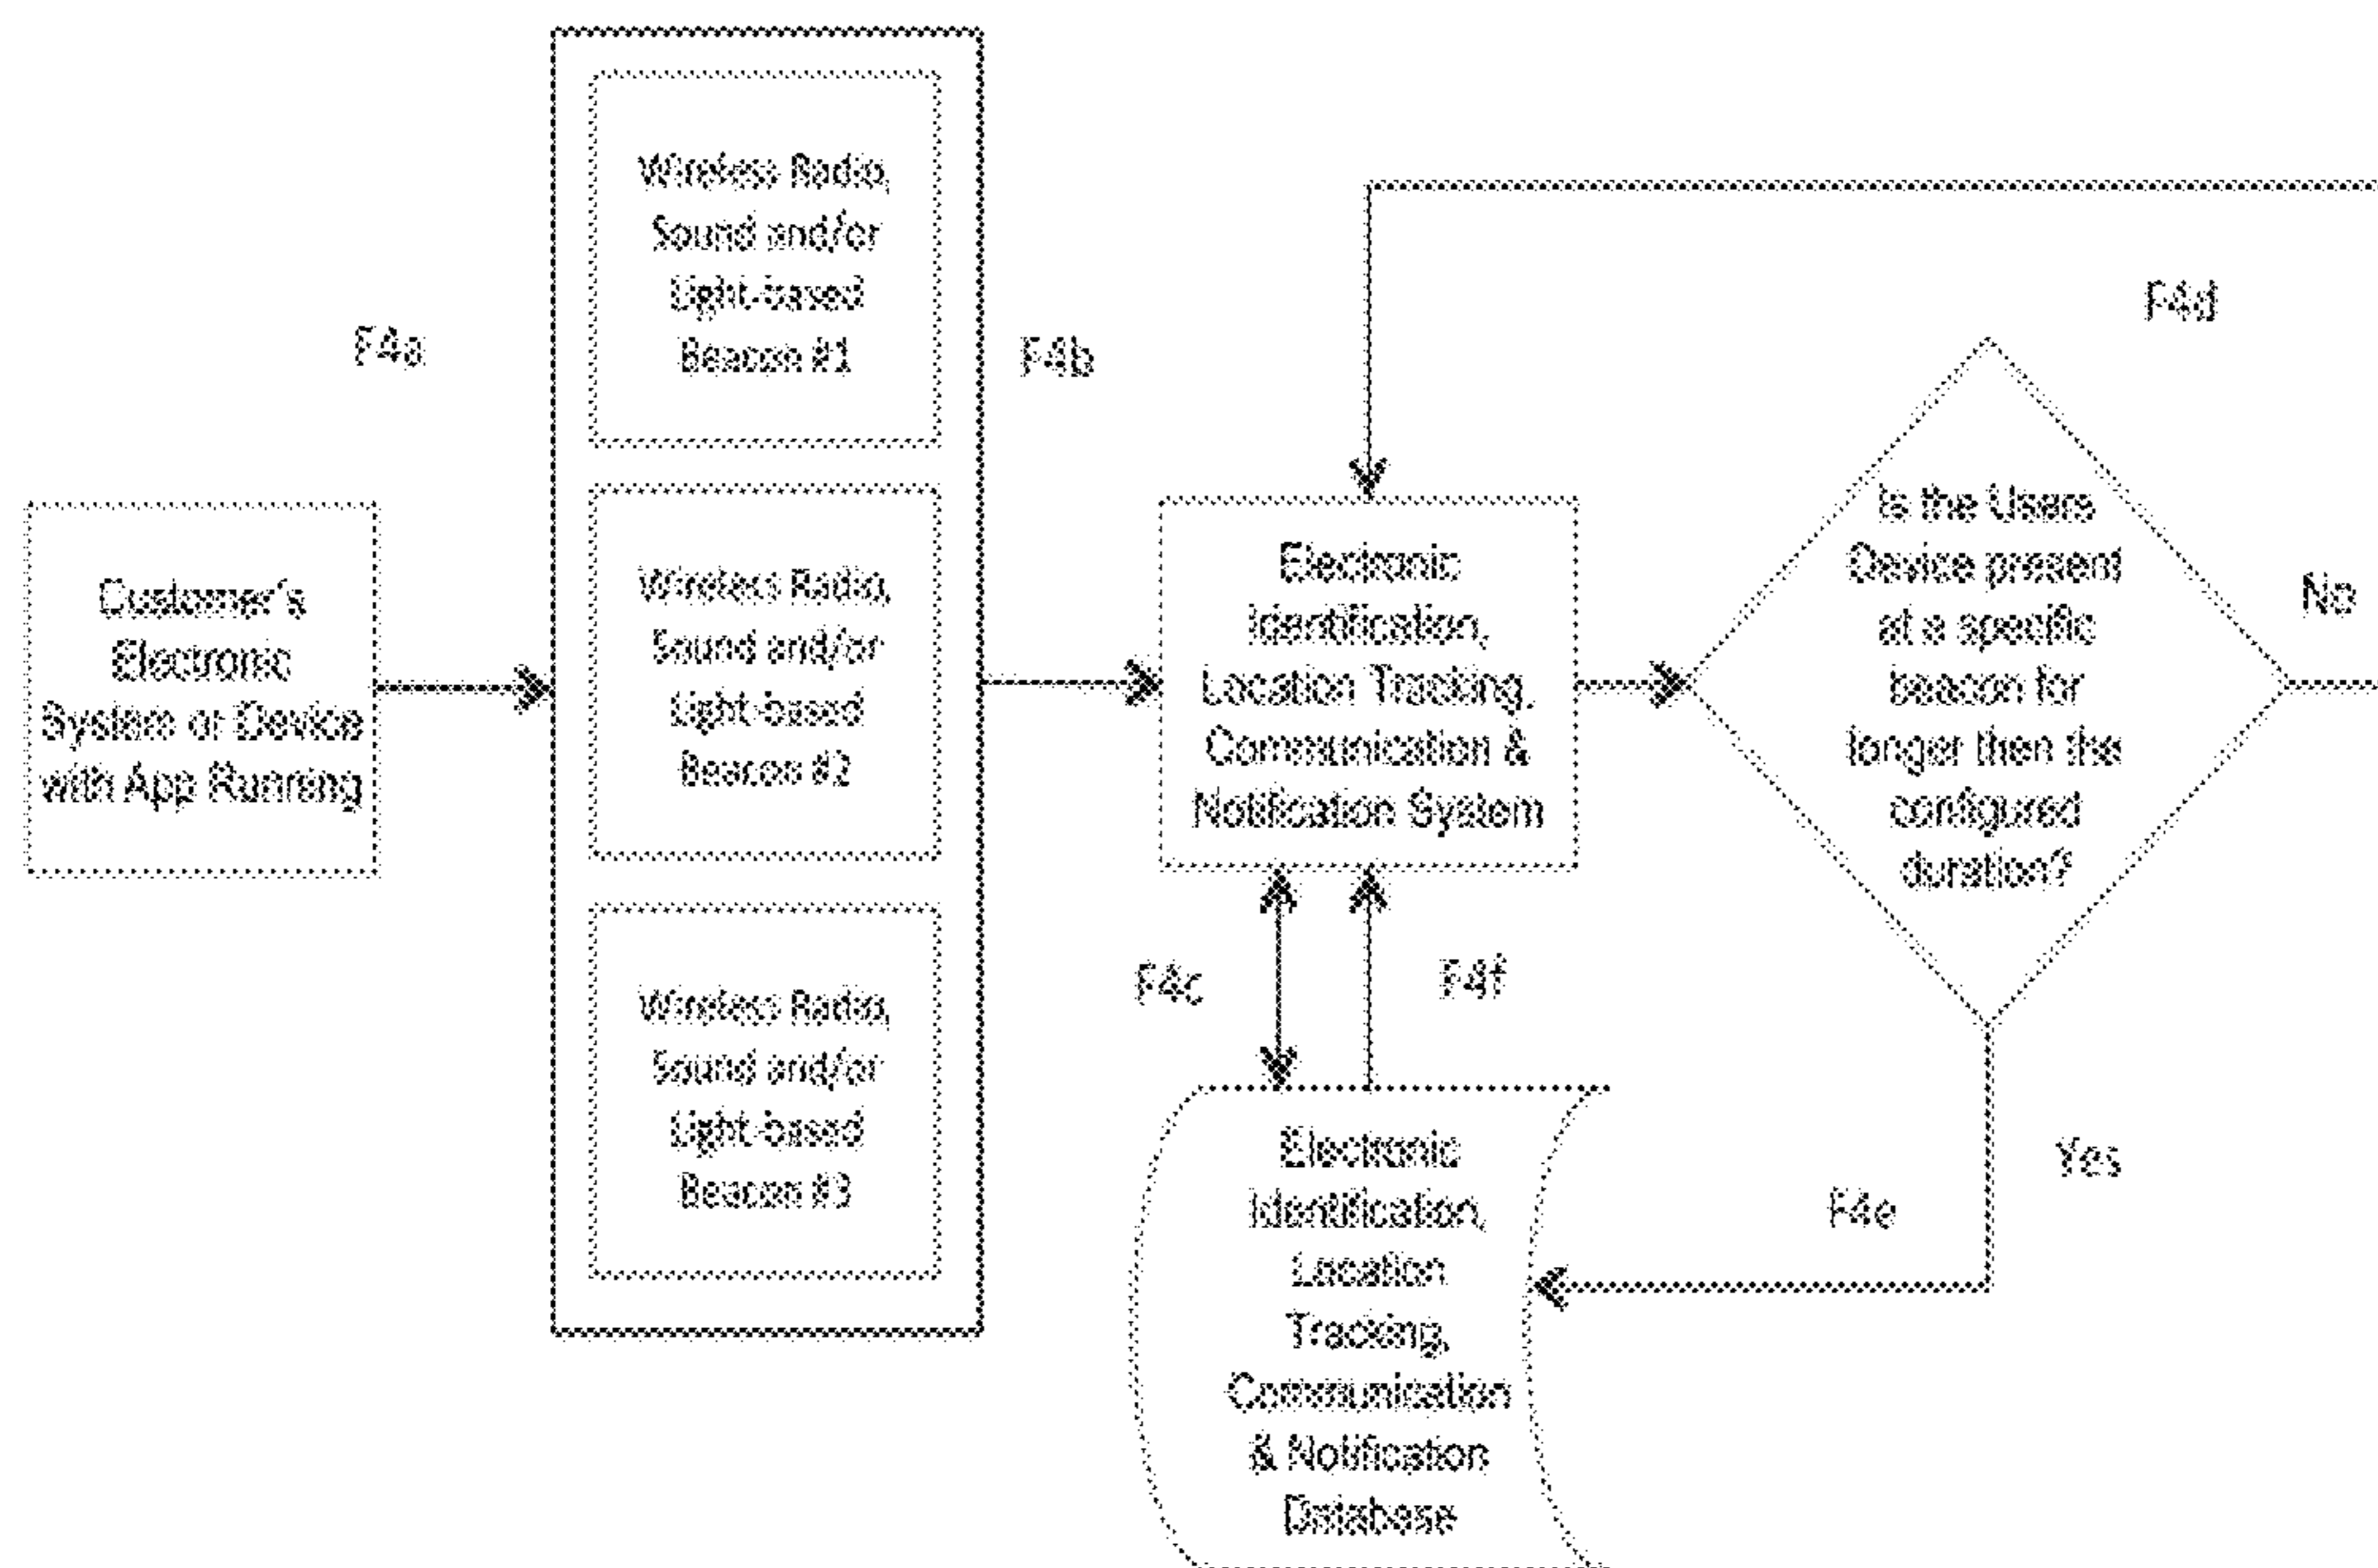 F4a
Customer's
Electronic
System or Device
with App Running
Wireless Radio,
Sound and/or
Light-based
Beacon #1
Wireless Radio,
Sound and/or
Light-based
Beacon #2
Wireless Radio,
Sound and/or
Light-based
Beacon #3
F4b
Electronic
Identification,
Location Tracking,
Communication &
Notification System
F4c
F4f
Electronic
Identification,
Location
Tracking,
Communication
& Notification
Database
F4d
Is the Users
Device present
at a specific
beacon for
longer then the
configured
duration?
No
Yes
F4e